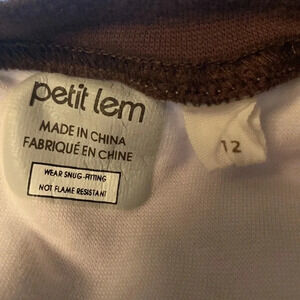 petit lem
MADE IN CHINA
FABRIQUÉ EN CHINE
WEAR SNUG-FITTING
NOT FLAME RESISTANT
12